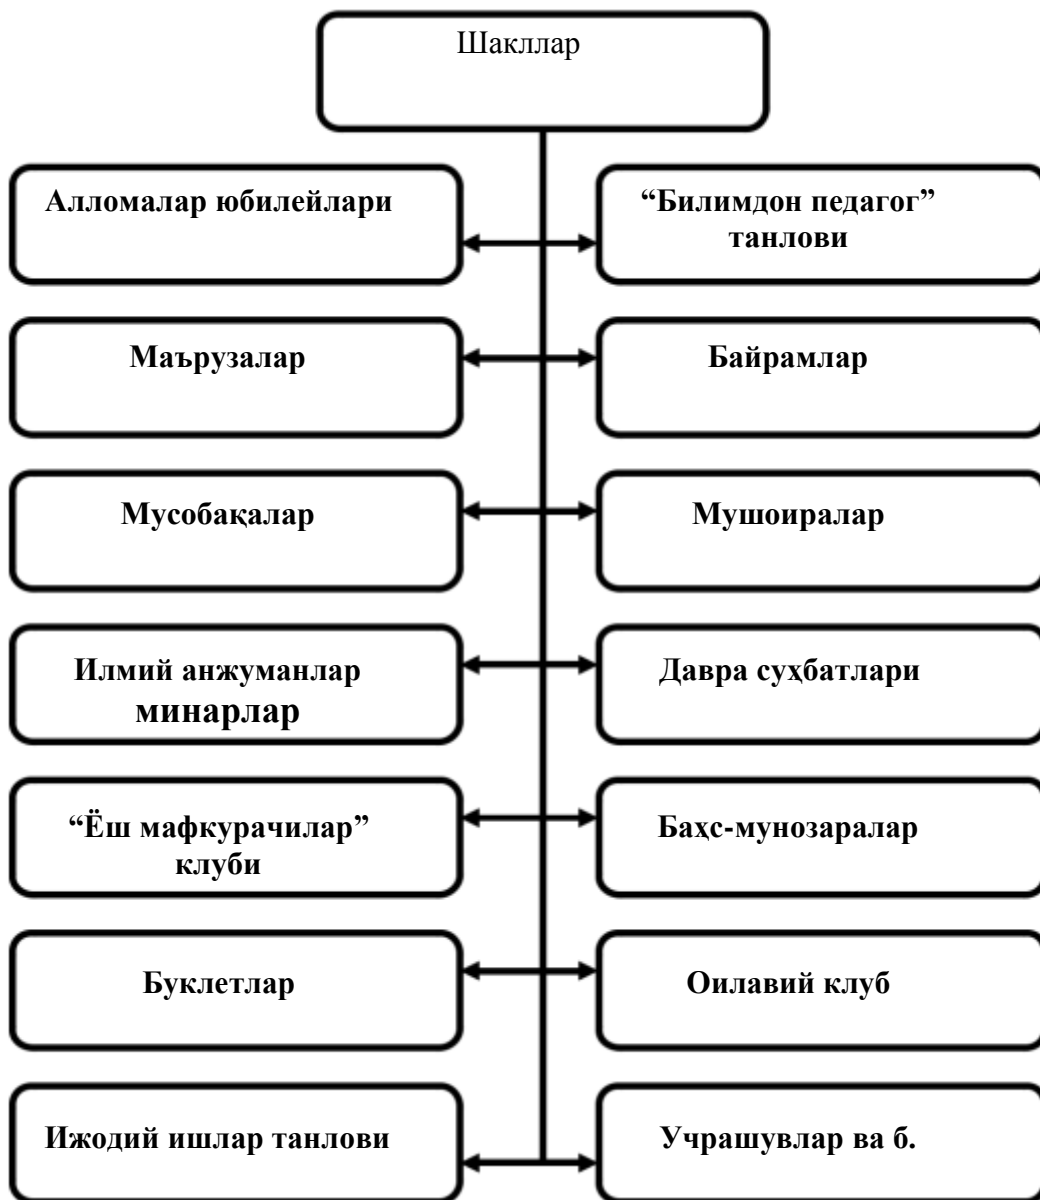 Шакллар
Алломалар юбилейлари
“Билимдон педагог”
танлови
Маърузалар
Байрамлар
Мусобақалар
Мушоиралар
Илмий анжуманлар
минарлар
Давра суҳбатлари
“Ёш мафкурачилар”
клуби
Баҳс-мунозаралар
Буклетлар
Оилавий клуб
Ижодий ишлар танлови
Учрашувлар ва б.